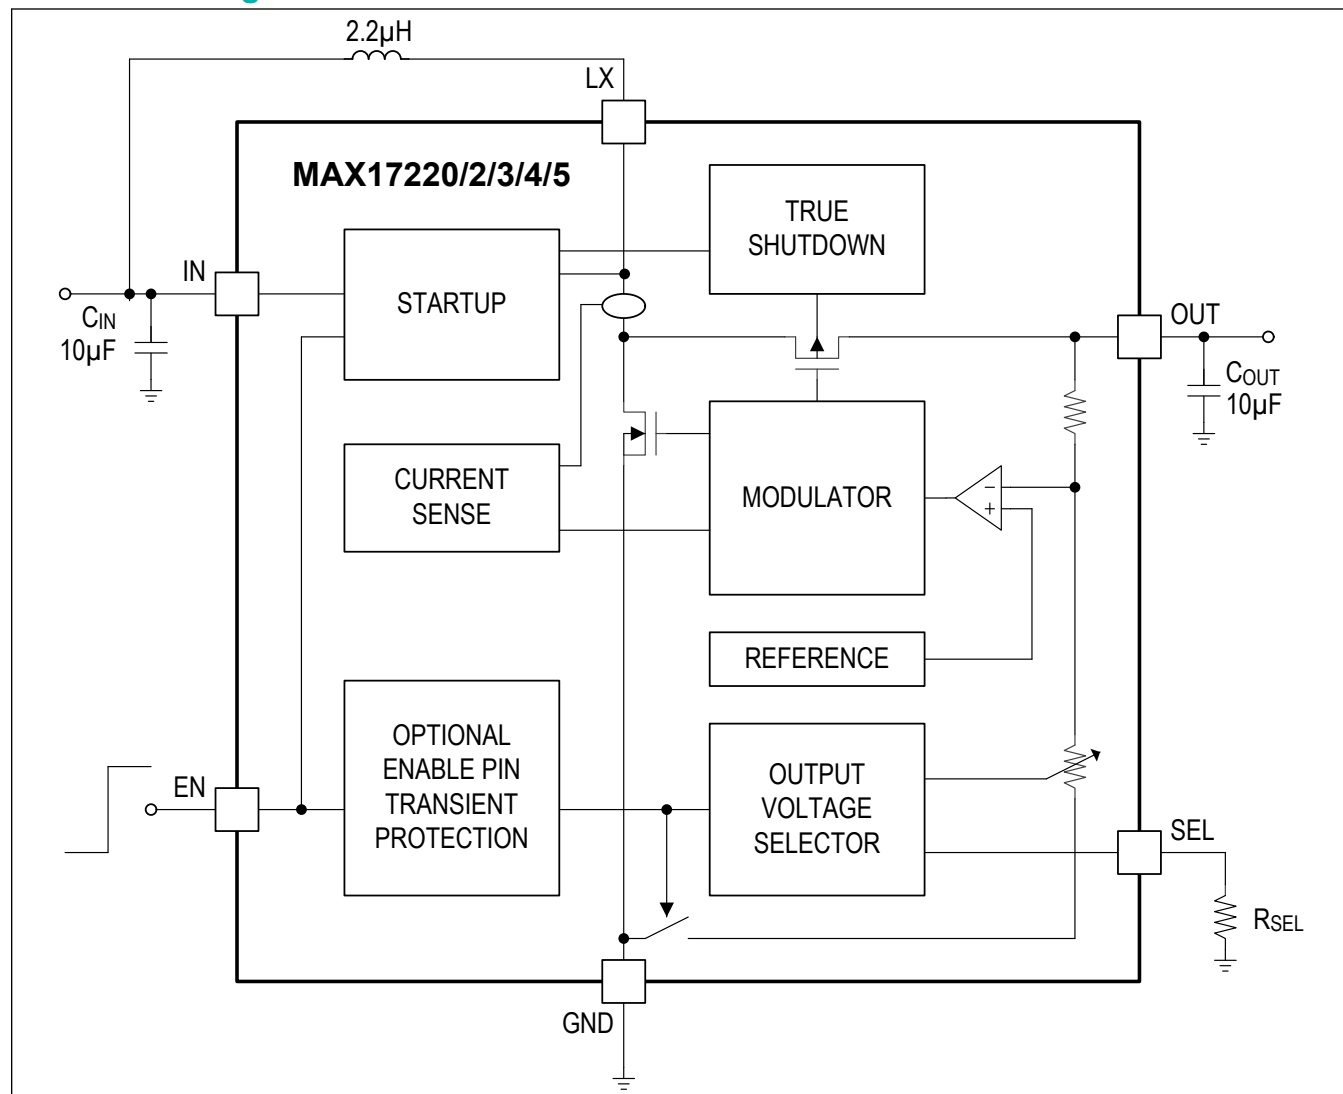 2.2µH
LX
MAX17220/2/3/4/5
TRUE
SHUTDOWN
IN
STARTUP
OUT
CIN
10µF
COUT
10µF
CURRENT
SENSE
MODULATOR
−
+
REFERENCE
OPTIONAL
ENABLE PIN
TRANSIENT
PROTECTION
EN
OUTPUT
VOLTAGE
SELECTOR
SEL
RSEL
GND